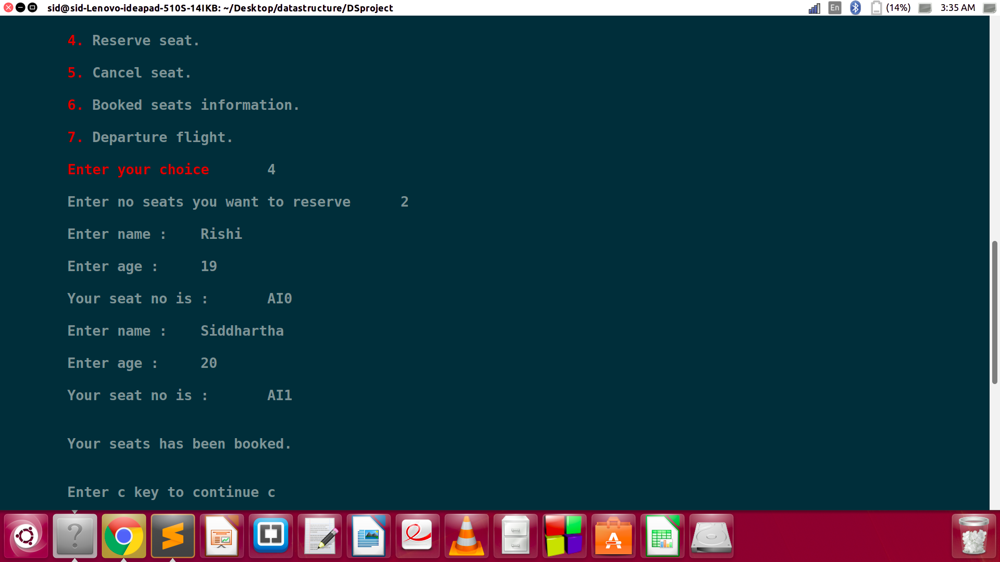 sid@sid-Lenovo-ideapad-510S-14IKB: ~/Desktop/datastructure/DSproject
En
(14%)
3:35 AM
4. Reserve seat.
5. Cancel seat.
6. Booked seats information.
7. Departure flight.
Enter your choice 4
Enter no seats you want to reserve 2
Enter name : Rishi
Enter age : 19
Your seat no is : AI0
Enter name : Siddhartha
Enter age : 20
Your seat no is : AI1
Your seats has been booked.
Enter c key to continue c